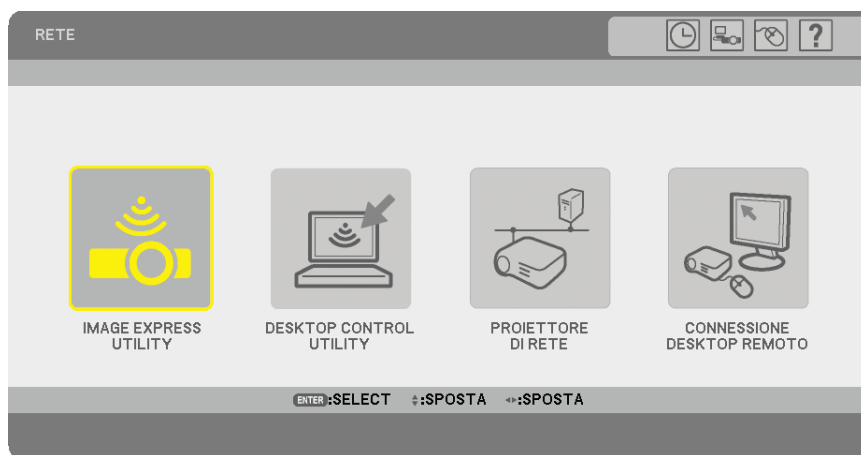 RETE
?
IMAGE EXPRESS
UTILITY
DESKTOP CONTROL
UTILITY
PROIETTORE
DI RETE
CONNESSIONE
DESKTOP REMOTO
ENTER:SELECT :SPOSTA :SPOSTA